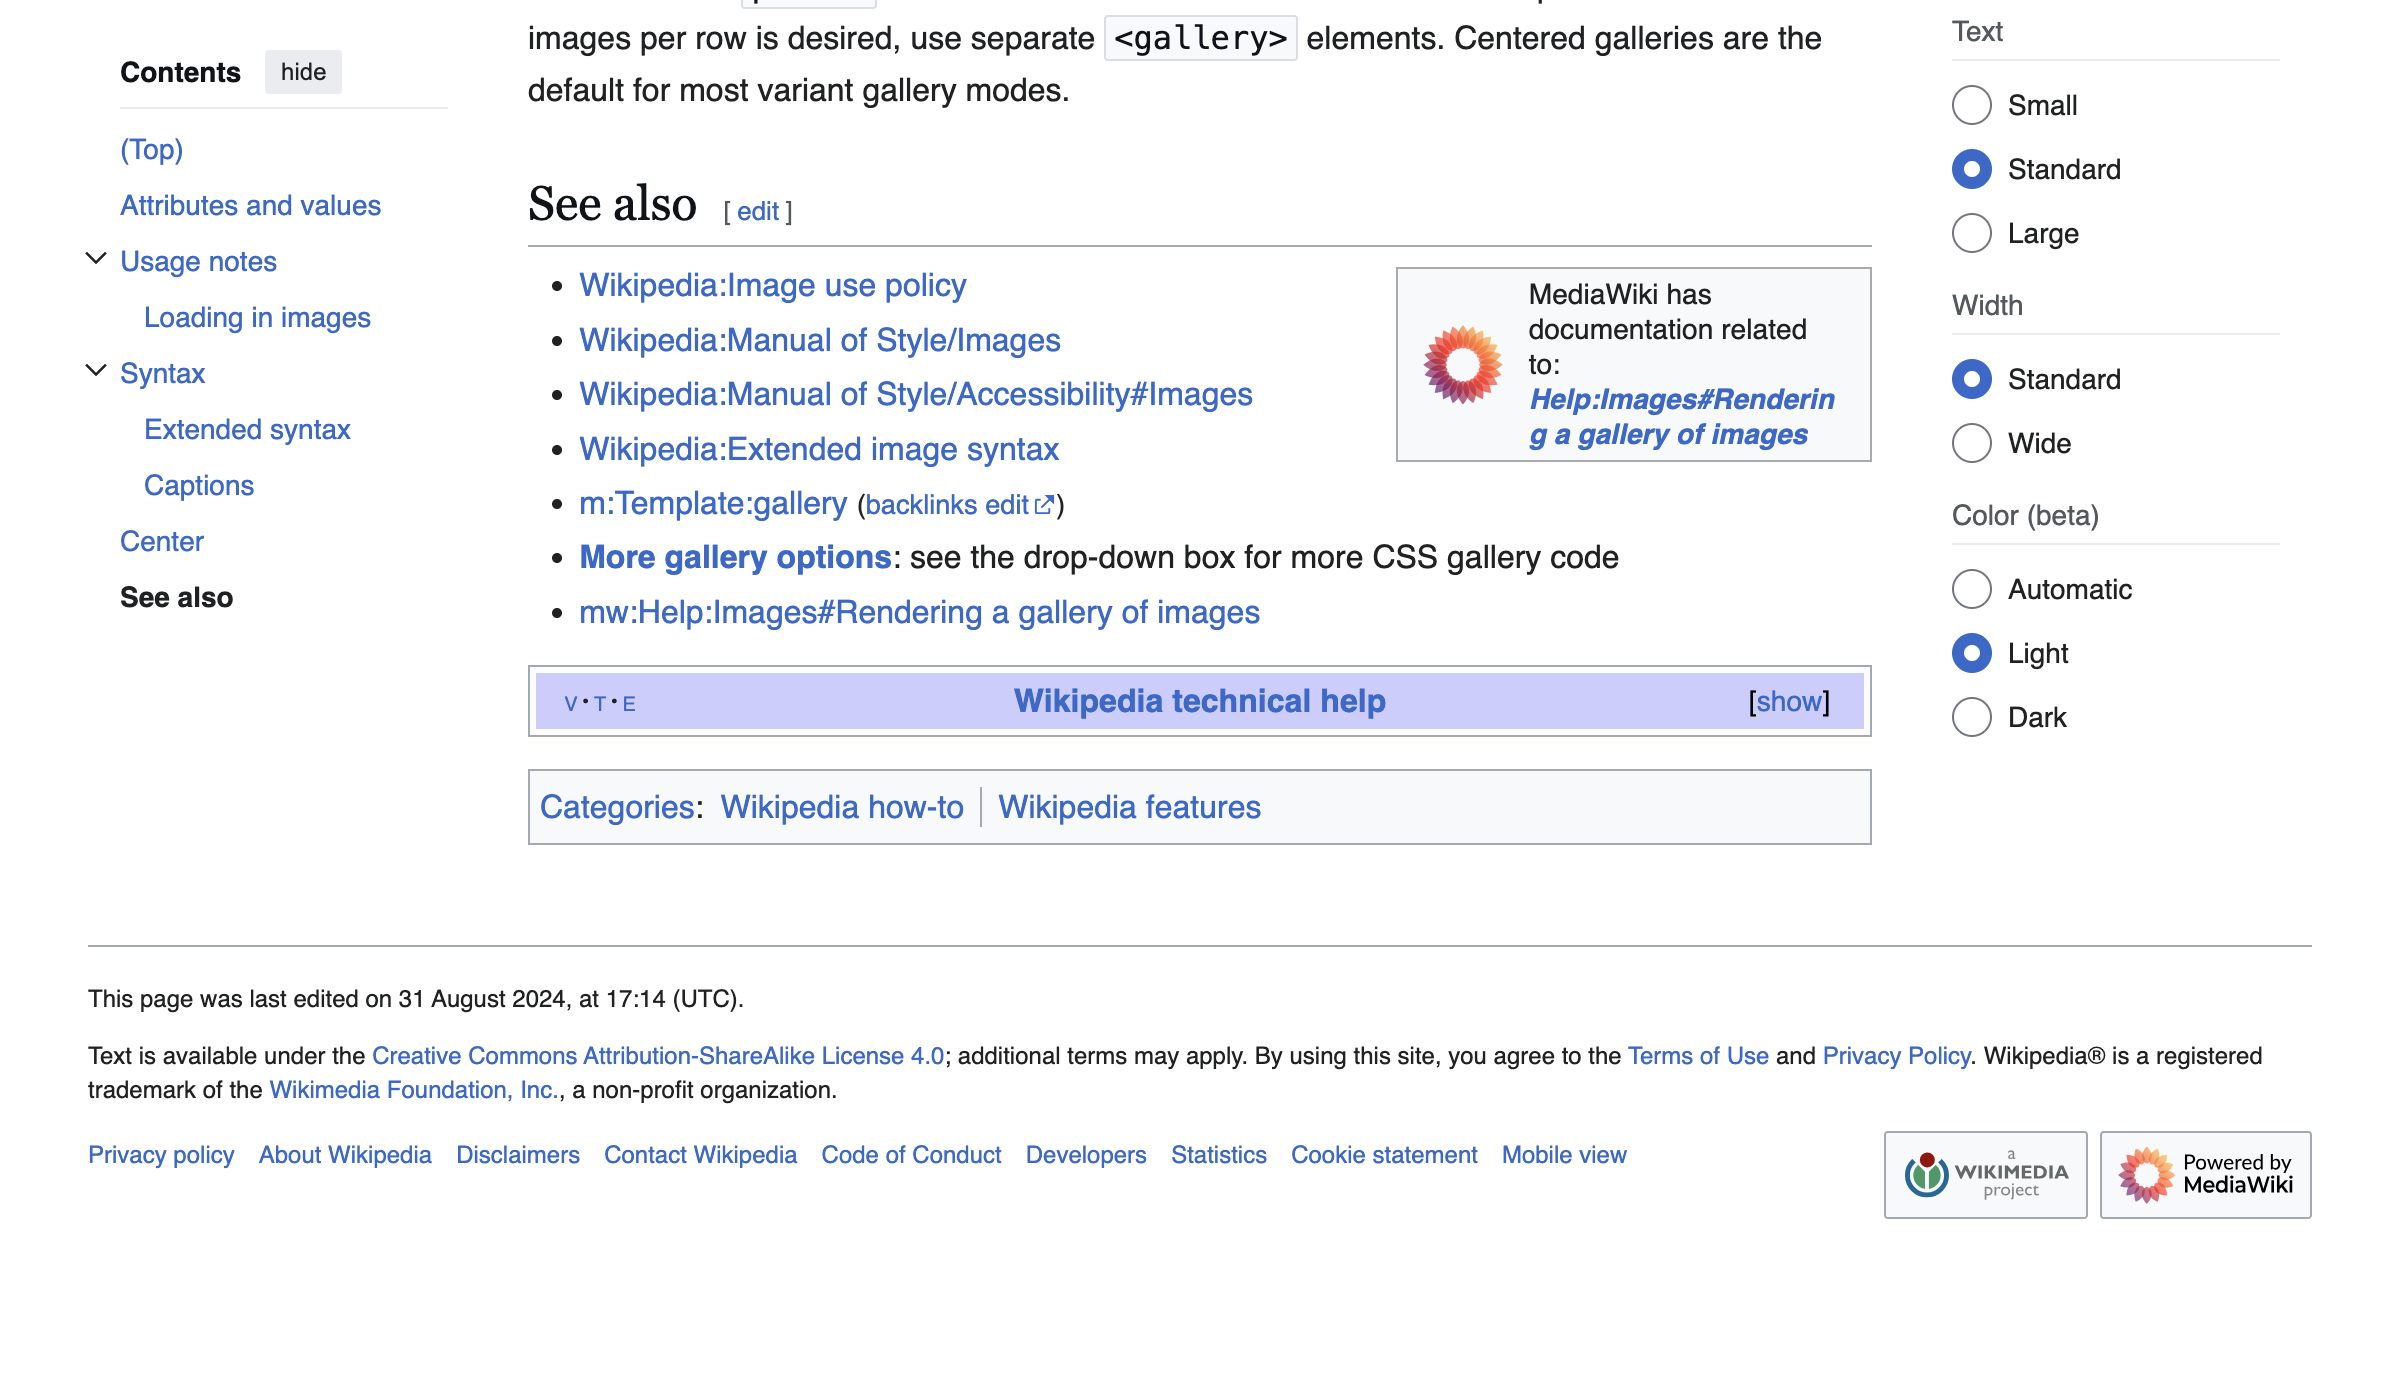 Contents hide
(Top)
Attributes and values
Usage notes
Loading in images
Syntax
Extended syntax
Captions
Center
See also
images per row is desired, use separate <gallery> elements. Centered galleries are the
default for most variant gallery modes.
See also [ edit ]
Wikipedia:Image use policy
Wikipedia:Manual of Style/Images
Wikipedia:Manual of Style/Accessibility#Images
Wikipedia:Extended image syntax
m:Template:gallery (backlinks edit)
More gallery options: see the drop-down box for more CSS gallery code
mw:Help:Images#Rendering a gallery of images
MediaWiki has
documentation related
to:
Help:Images#Renderin
g a gallery of images
V · T · E Wikipedia technical help [show]
Categories: Wikipedia how-to | Wikipedia features
Text
Small
Standard
Large
Width
Standard
Wide
Color (beta)
Automatic
Light
Dark
This page was last edited on 31 August 2024, at 17:14 (UTC).
Text is available under the Creative Commons Attribution-ShareAlike License 4.0; additional terms may apply. By using this site, you agree to the Terms of Use and Privacy Policy. Wikipedia® is a registered
trademark of the Wikimedia Foundation, Inc., a non-profit organization.
Privacy policy About Wikipedia Disclaimers Contact Wikipedia Code of Conduct Developers Statistics Cookie statement Mobile view
a
WIKIMEDIA
project
Powered by
MediaWiki